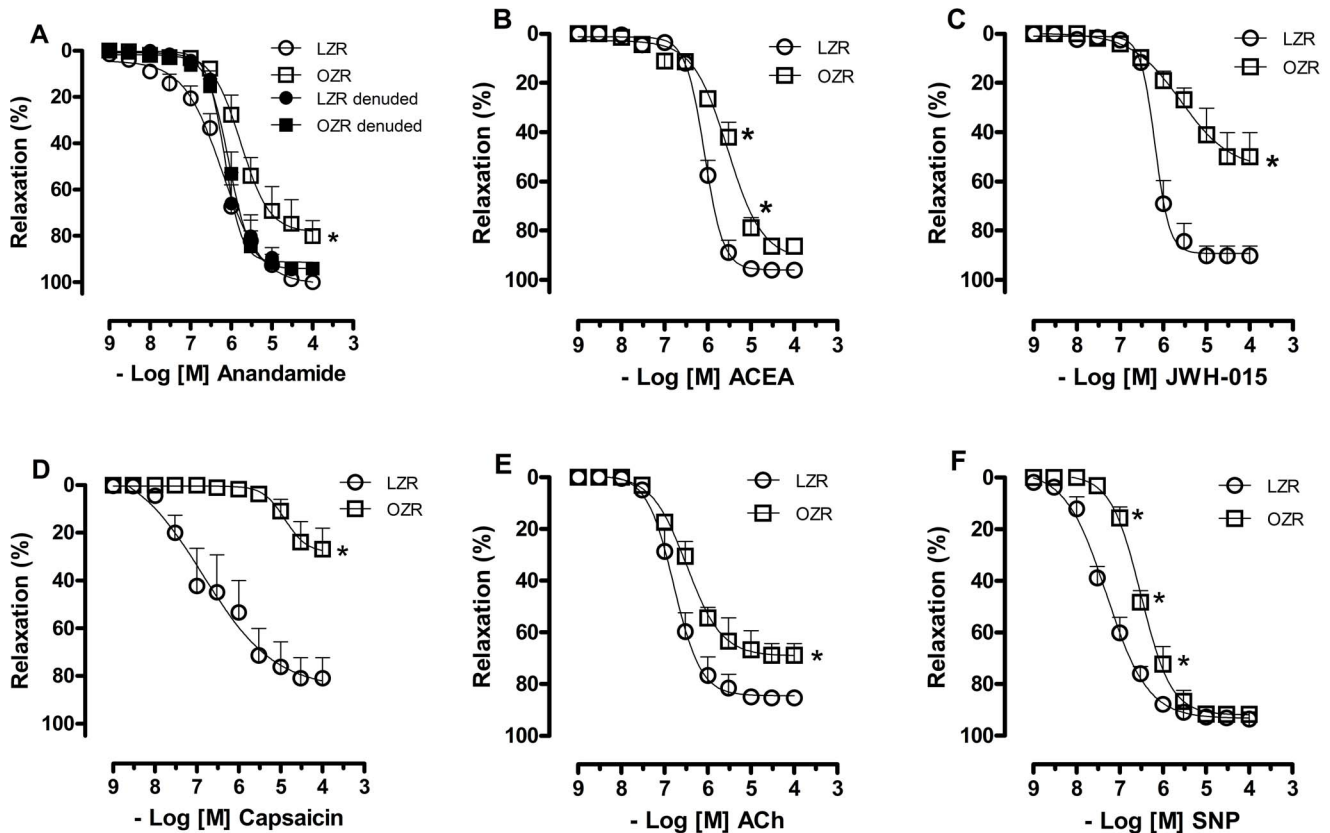 A
LZR
OZR
LZR denuded
OZR denuded
Relaxation (%)
0
20
40
60
80
100
*
9 8 7 6 5 4 3
- Log [M] Anandamide
B
LZR
OZR
Relaxation (%)
0
20
40
60
80
100
*
*
9 8 7 6 5 4 3
- Log [M] ACEA
C
LZR
OZR
Relaxation (%)
0
20
40
60
80
100
*
9 8 7 6 5 4 3
- Log [M] JWH-015
D
LZR
OZR
Relaxation (%)
0
20
40
60
80
100
*
9 8 7 6 5 4 3
- Log [M] Capsaicin
E
LZR
OZR
Relaxation (%)
0
20
40
60
80
100
*
9 8 7 6 5 4 3
- Log [M] ACh
F
LZR
OZR
Relaxation (%)
0
20
40
60
80
100
*
*
*
9 8 7 6 5 4 3
- Log [M] SNP